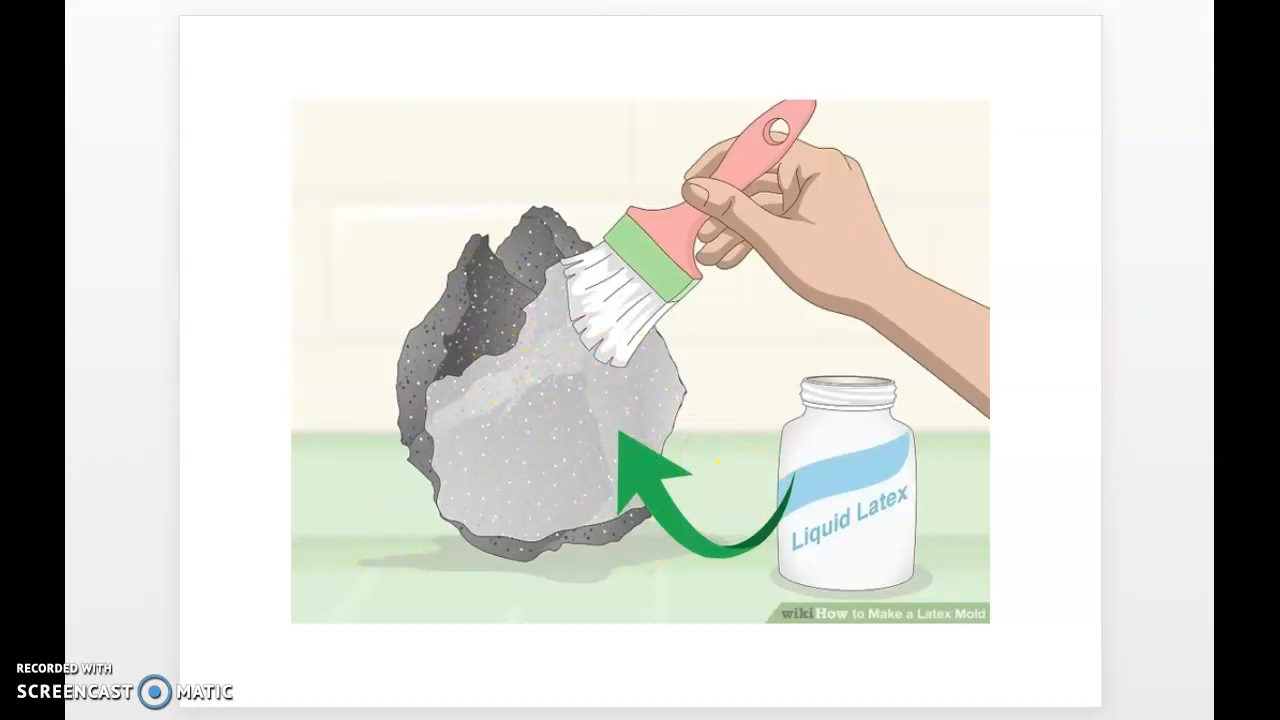 Liquid Latex
wikiHow to Make a Latex Mold
RECORDED WITH
SCREENCAST MATIC